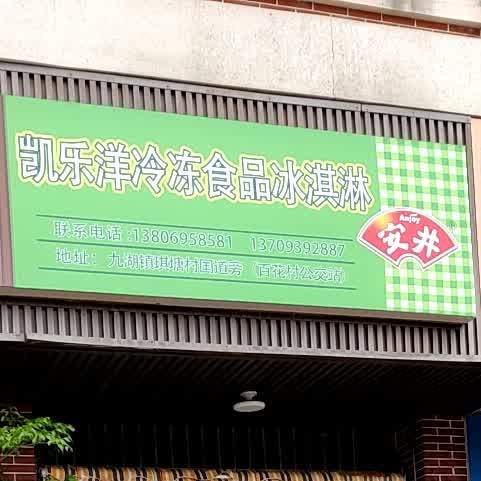 凯乐洋冷冻食品冰淇淋
Anjoy
安井
联系电话:13806958581 13709392887
地址：九湖镇琪塘村国道旁（百花村公交站）